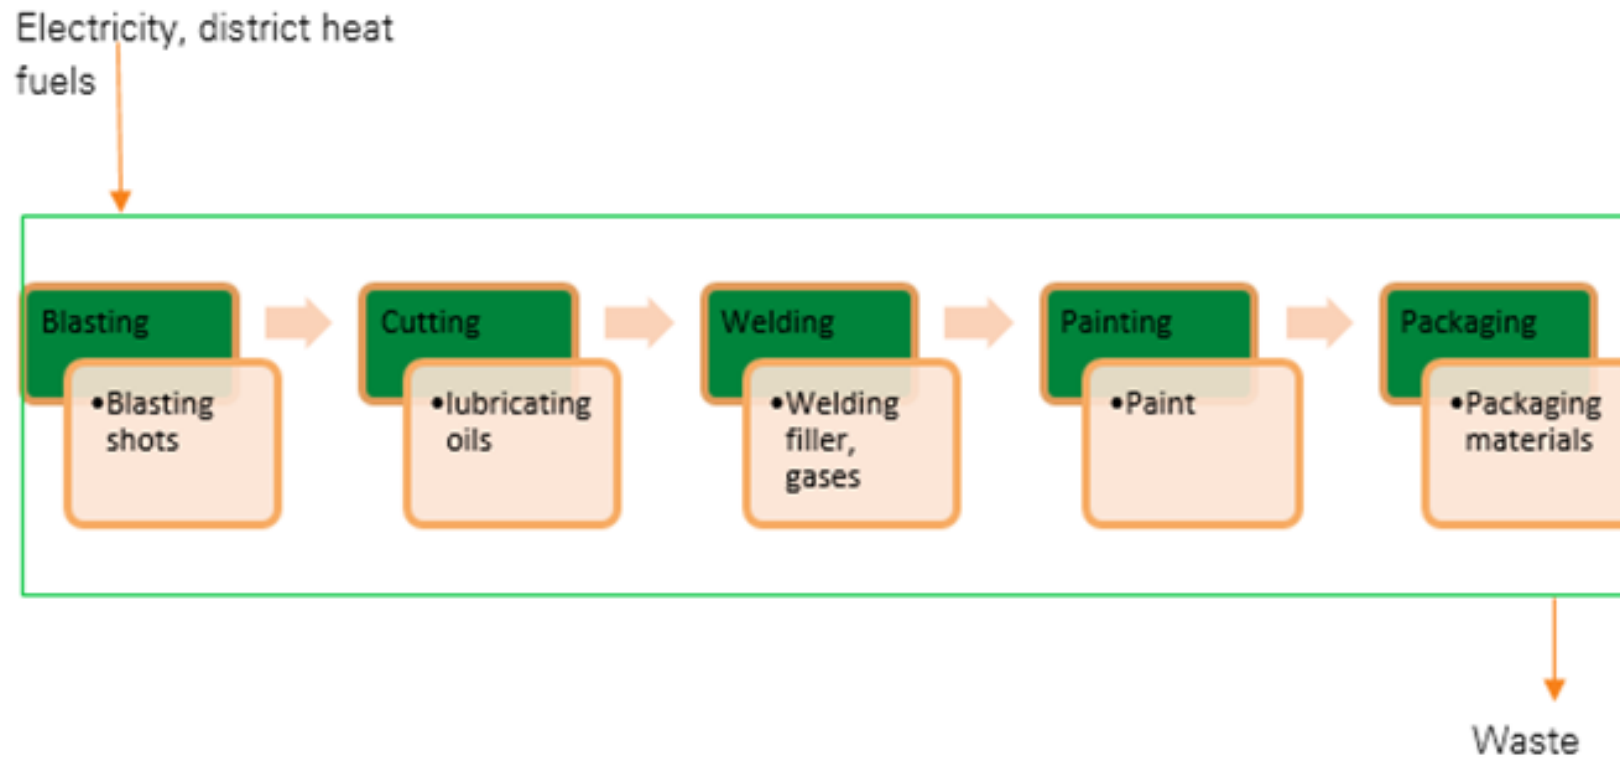 Electricity, district heat
fuels
Blasting
•Blasting
shots
Cutting
•lubricating
oils
Welding
•Welding
filler,
gases
Painting
•Paint
Packaging
•Packaging
materials
Waste